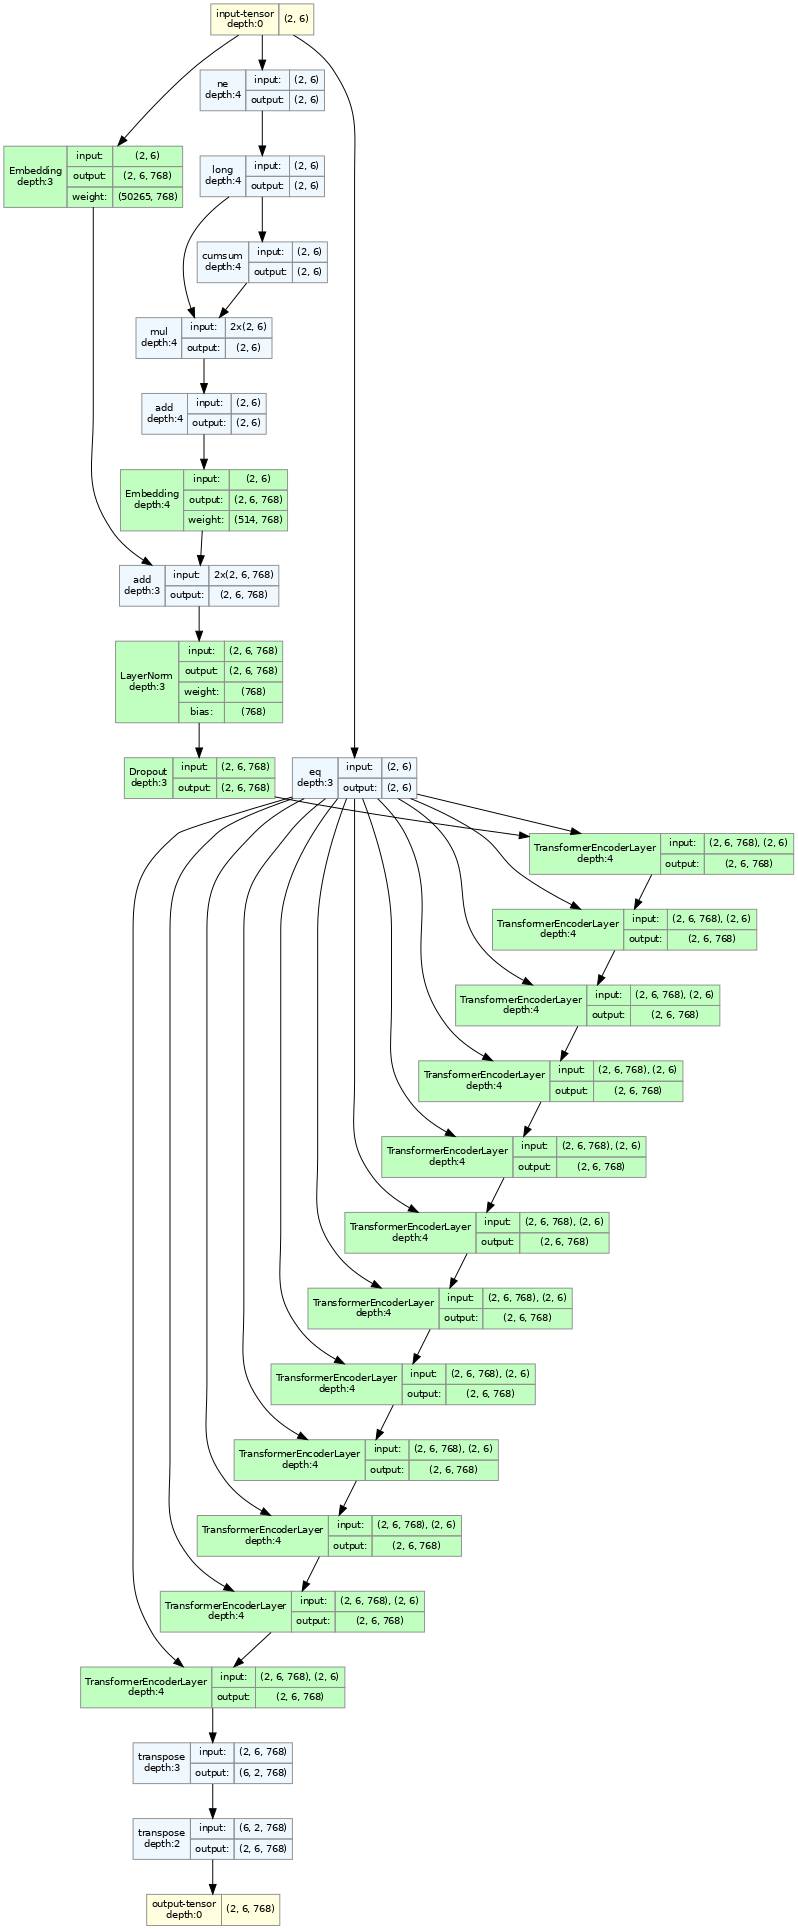 input-tensor
depth:0
(2, 6)
ne
depth:4
input:
(2, 6)
output:
(2, 6)
Embedding
depth:3
input:
(2, 6)
output:
(2, 6, 768)
weight:
(50265, 768)
long
depth:4
input:
(2, 6)
output:
(2, 6)
cumsum
depth:4
input:
(2, 6)
output:
(2, 6)
mul
depth:4
input:
2x(2, 6)
output:
(2, 6)
add
depth:4
input:
(2, 6)
output:
(2, 6)
Embedding
depth:4
input:
(2, 6)
output:
(2, 6, 768)
weight:
(514, 768)
add
depth:3
input:
2x(2, 6, 768)
output:
(2, 6, 768)
LayerNorm
depth:3
input:
(2, 6, 768)
output:
(2, 6, 768)
weight:
(768)
bias:
(768)
Dropout
depth:3
input:
(2, 6, 768)
output:
(2, 6, 768)
eq
depth:3
input:
(2, 6)
output:
(2, 6)
TransformerEncoderLayer
depth:4
input:
(2, 6, 768), (2, 6)
output:
(2, 6, 768)
TransformerEncoderLayer
depth:4
input:
(2, 6, 768), (2, 6)
output:
(2, 6, 768)
TransformerEncoderLayer
depth:4
input:
(2, 6, 768), (2, 6)
output:
(2, 6, 768)
TransformerEncoderLayer
depth:4
input:
(2, 6, 768), (2, 6)
output:
(2, 6, 768)
TransformerEncoderLayer
depth:4
input:
(2, 6, 768), (2, 6)
output:
(2, 6, 768)
TransformerEncoderLayer
depth:4
input:
(2, 6, 768), (2, 6)
output:
(2, 6, 768)
TransformerEncoderLayer
depth:4
input:
(2, 6, 768), (2, 6)
output:
(2, 6, 768)
TransformerEncoderLayer
depth:4
input:
(2, 6, 768), (2, 6)
output:
(2, 6, 768)
TransformerEncoderLayer
depth:4
input:
(2, 6, 768), (2, 6)
output:
(2, 6, 768)
TransformerEncoderLayer
depth:4
input:
(2, 6, 768), (2, 6)
output:
(2, 6, 768)
TransformerEncoderLayer
depth:4
input:
(2, 6, 768), (2, 6)
output:
(2, 6, 768)
TransformerEncoderLayer
depth:4
input:
(2, 6, 768), (2, 6)
output:
(2, 6, 768)
transpose
depth:3
input:
(2, 6, 768)
output:
(6, 2, 768)
transpose
depth:2
input:
(6, 2, 768)
output:
(2, 6, 768)
output-tensor
depth:0
(2, 6, 768)